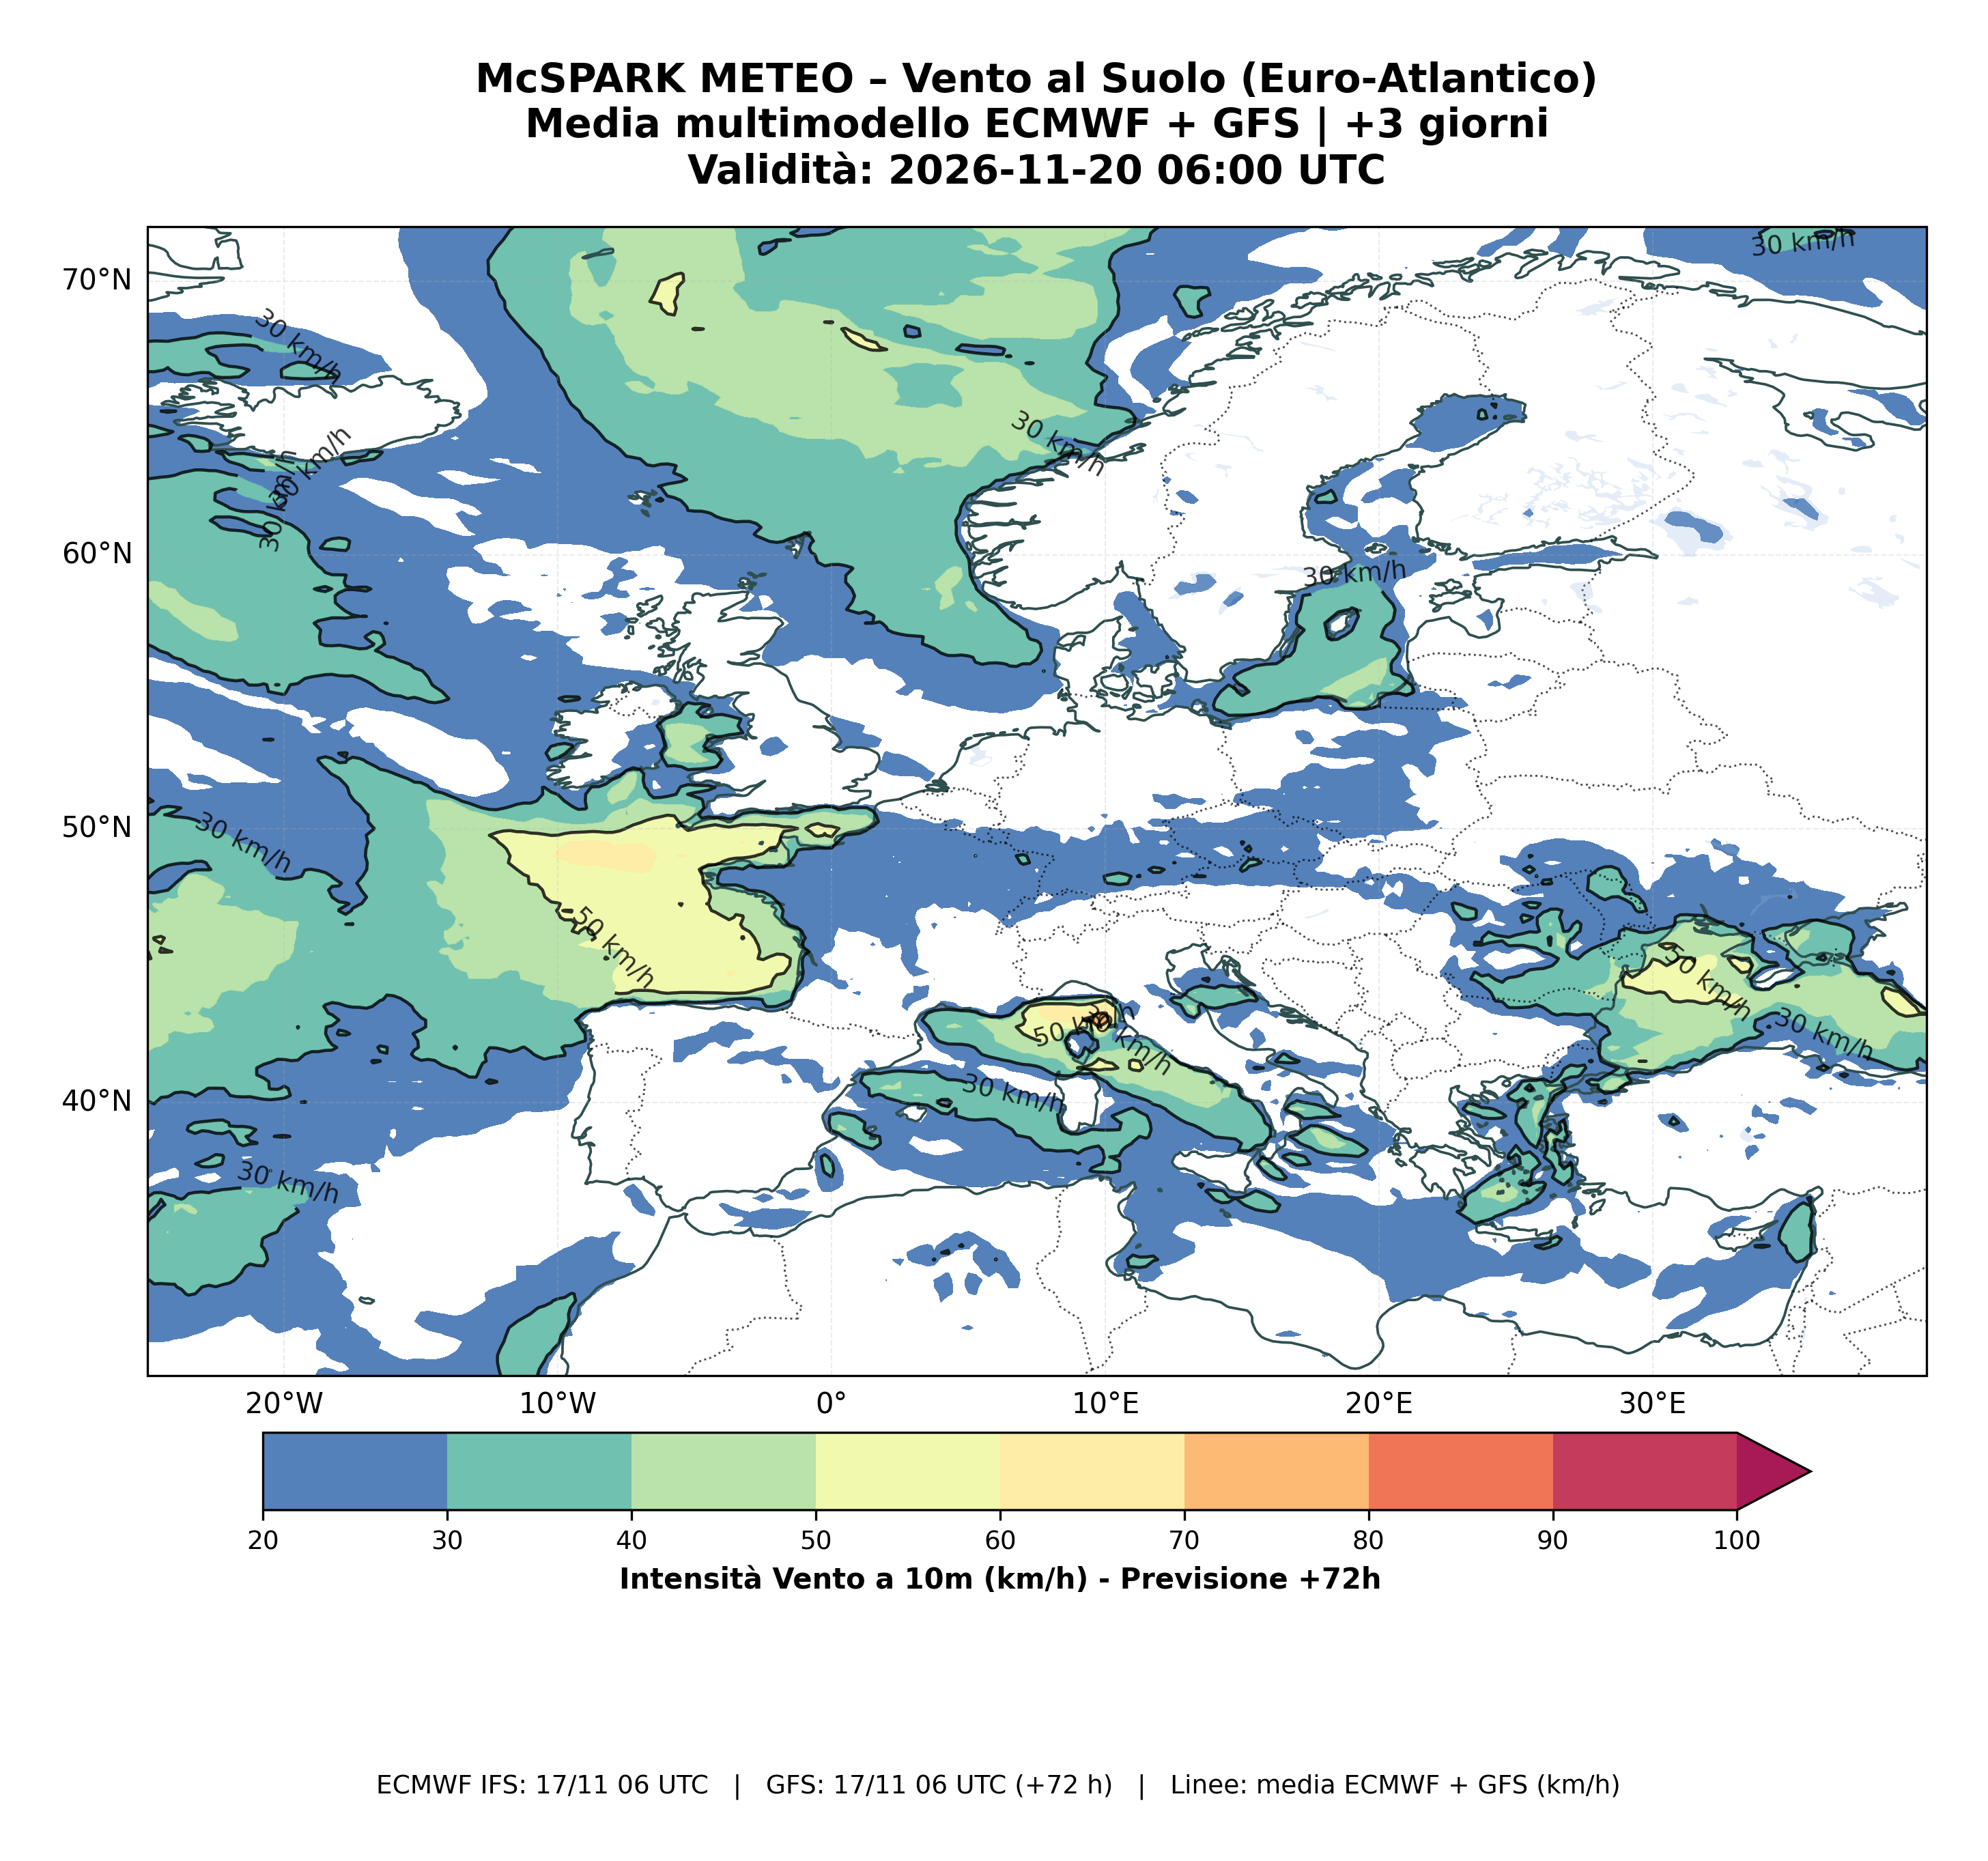 McSPARK METEO – Vento al Suolo (Euro-Atlantico)
Media multimodello ECMWF + GFS | +3 giorni
Validità: 2026-11-20 06:00 UTC
30 km/h
70°N
30 km/h
30 km/h
30 km/h
30 km/h
60°N
30 km/h
50°N
30 km/h
50 km/h
50 km/h
50 km/h
30 km/h
km/h
40°N
30 km/h
30 km/h
20°W 10°W 0° 10°E 20°E 30°E
20 30 40 50 60 70 80 90 100
Intensità Vento a 10m (km/h) - Previsione +72h
ECMWF IFS: 17/11 06 UTC | GFS: 17/11 06 UTC (+72 h) | Linee: media ECMWF + GFS (km/h)